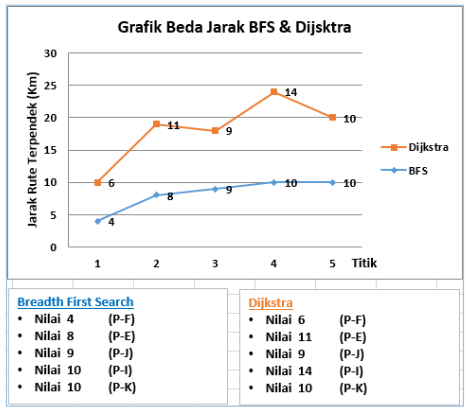 Grafik Beda Jarak BFS & Dijsktra
Jarak Rute Terpendek (Km)
30
25
20
15
10
5
0
6
11
9
14
10
4
8
9
10
10
1 2 3 4 5 Titik
Dijkstra
BFS
Breadth First Search
• Nilai 4 (P-F)
• Nilai 8 (P-E)
• Nilai 9 (P-J)
• Nilai 10 (P-I)
• Nilai 10 (P-K)
Dijkstra
• Nilai 6 (P-F)
• Nilai 11 (P-E)
• Nilai 9 (P-J)
• Nilai 14 (P-I)
• Nilai 10 (P-K)